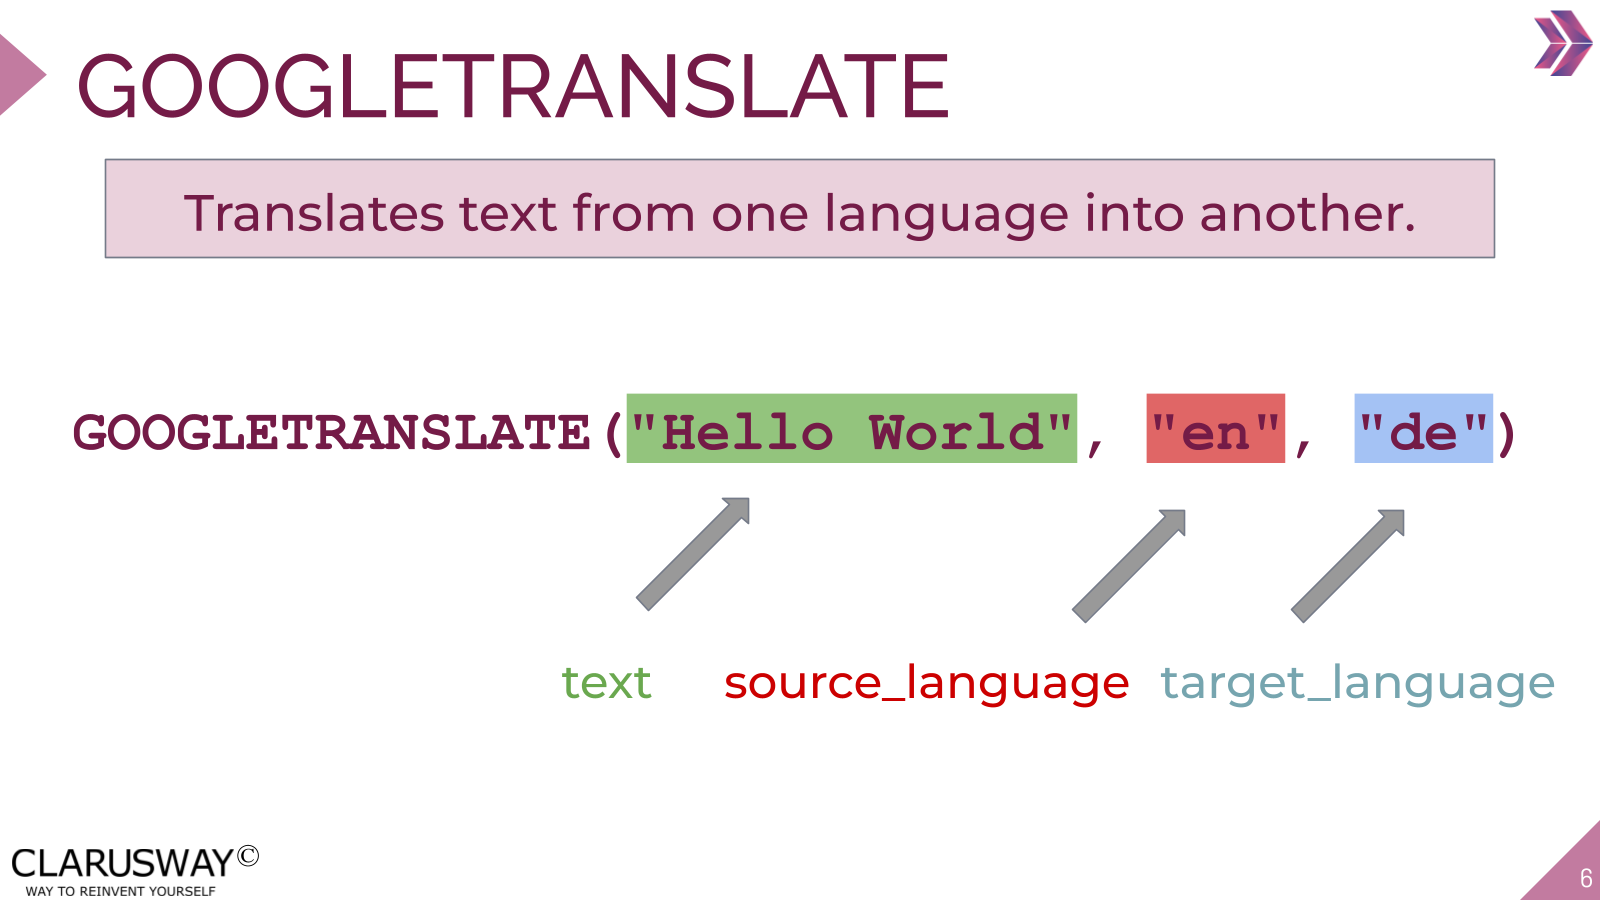 GOOGLETRANSLATE
Translates text from one language into another.
GOOGLETRANSLATE("Hello World", "en", "de")
text source_language target_language
CLARUSWAY©
WAY TO REINVENT YOURSELF
6